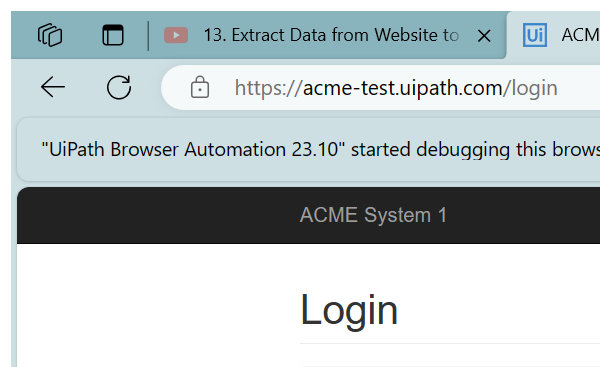 13. Extract Data from Website to
Ui ACM
https://acme-test.uipath.com/login
"UiPath Browser Automation 23.10" started debugging this brows
ACME System 1
Login